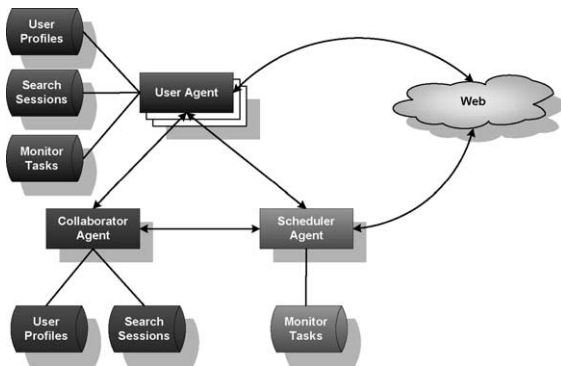 User
Profiles
Search
Sessions
User Agent
Web
Monitor
Tasks
Collaborator
Agent
Scheduler
Agent
User
Profiles
Search
Sessions
Monitor
Tasks